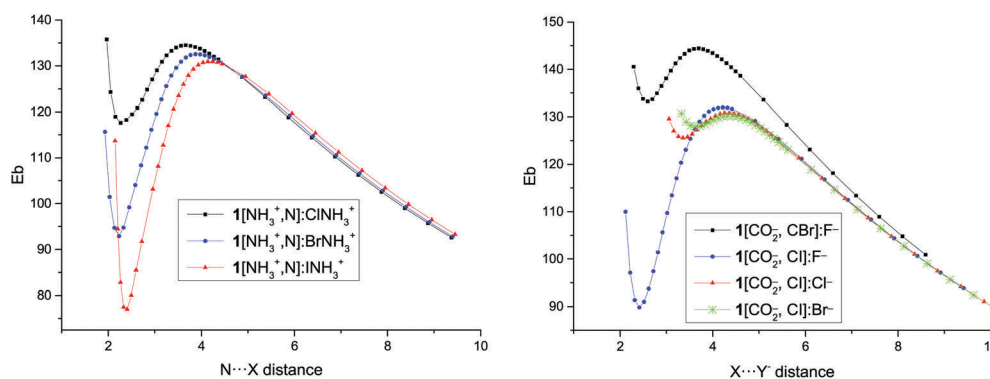 140
130
120
110
100
90
80
Eb
2 4 6 8 10
N···X distance
1[NH₃⁺,N]:ClNH₃⁺
1[NH₃⁺,N]:BrNH₃⁺
1[NH₃⁺,N]:INH₃⁺
150
140
130
120
110
100
90
Eb
2 4 6 8 1
X···Y⁻ distance
1[CO₂⁻, CBr]:F⁻
1[CO₂⁻, CI]:F⁻
1[CO₂⁻, CI]:Cl⁻
1[CO₂⁻, CI]:Br⁻